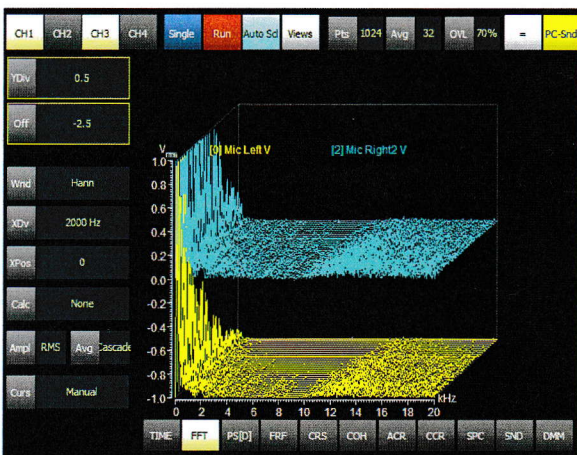 CH1 CH2 CH3 CH4 Single Run Auto Scl Views Pts 1024 Avg 32 OVL 70% = PC-Snd
YDiv 0.5
Off -2.5
Wnd Hann
XDv 2000 Hz
XPos 0
Calc None
Ampl RMS Avg Cascade
Curs Manual
V rms [0] Mic Left V [2] Mic Right2 V
1.0
0.8
0.6
0.4
0.2
0.0
-0.2
-0.4
-0.6
-0.8
-1.0
0 2 4 6 8 10 12 14 16 18 20 kHz
TIME FFT PS[D] FRF CRS COH ACR CCR SPC SND DMM